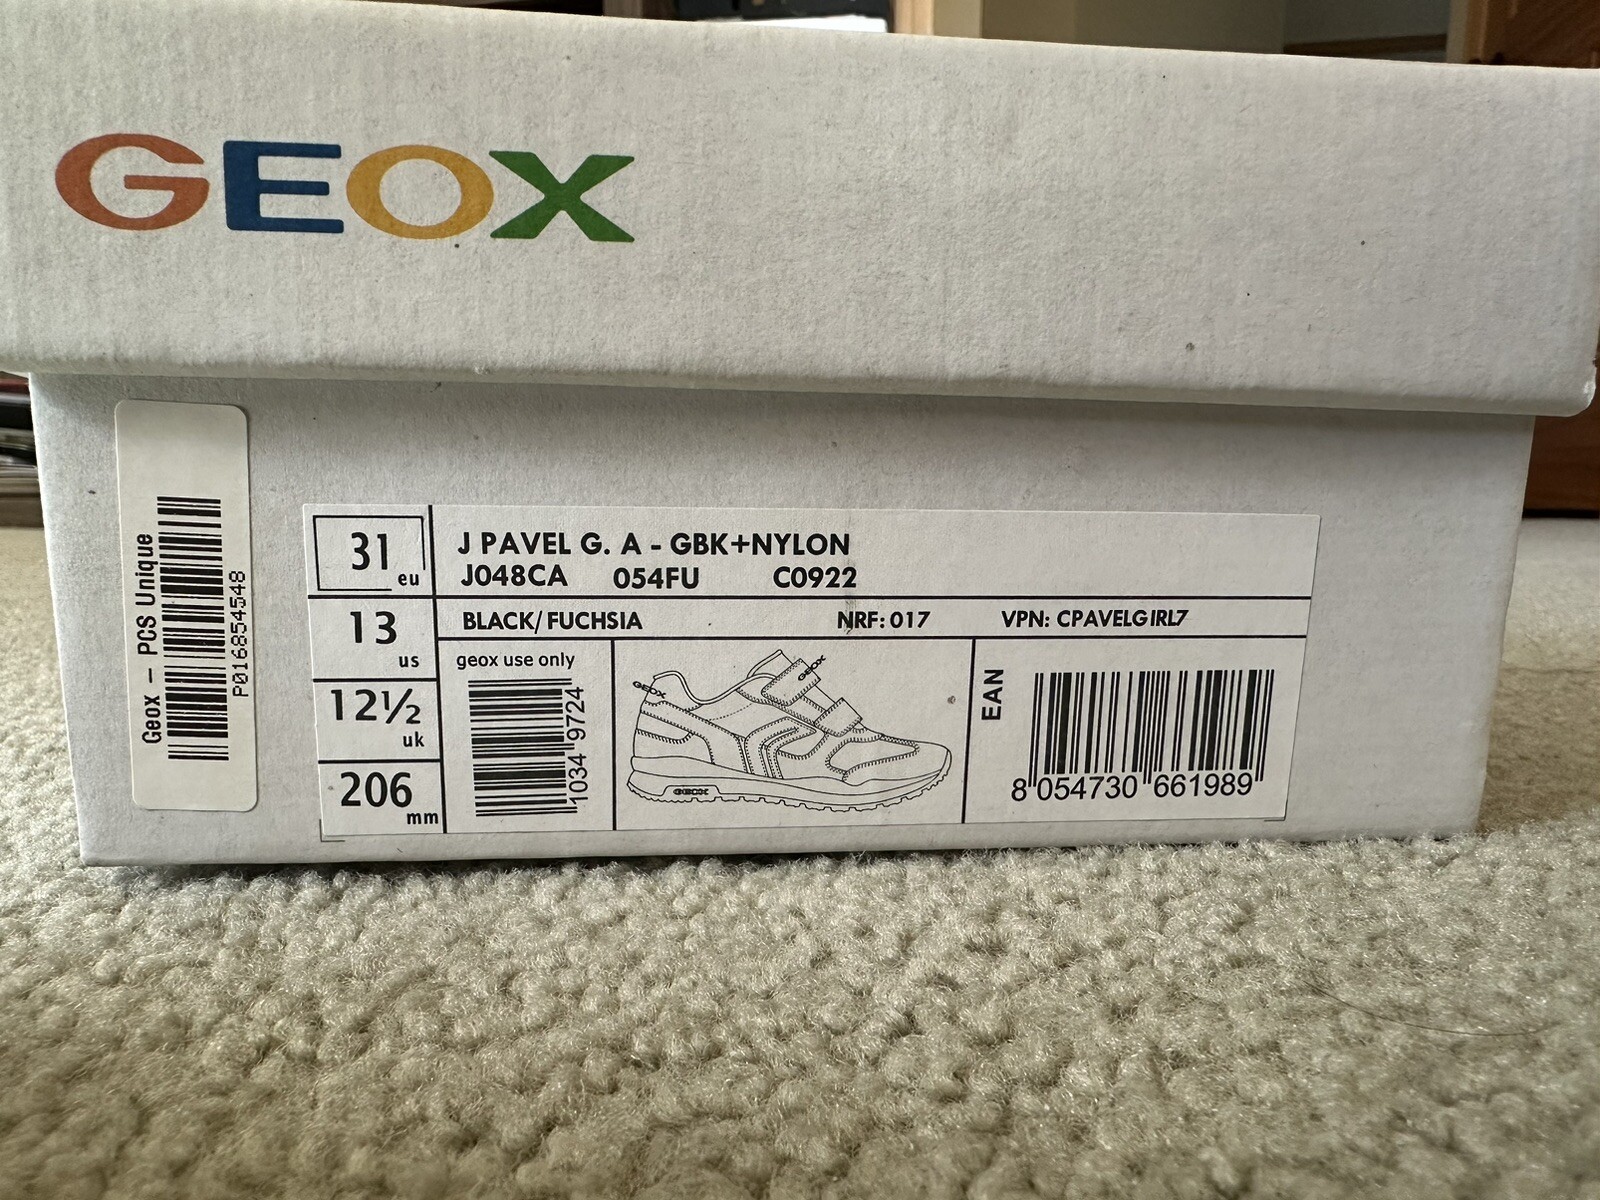 GEOX
Geox - PCS Unique
P016854548
31 eu
J PAVEL G. A - GBK+NYLON
J048CA 054FU C0922
13 us
BLACK/FUCHSIA NRF: 017 VPN: CPAVELGIRL7
12½ uk
206 mm
geox use only
1034 9724
GEOX
GEOX
GEOX
EAN
8 054730 661989